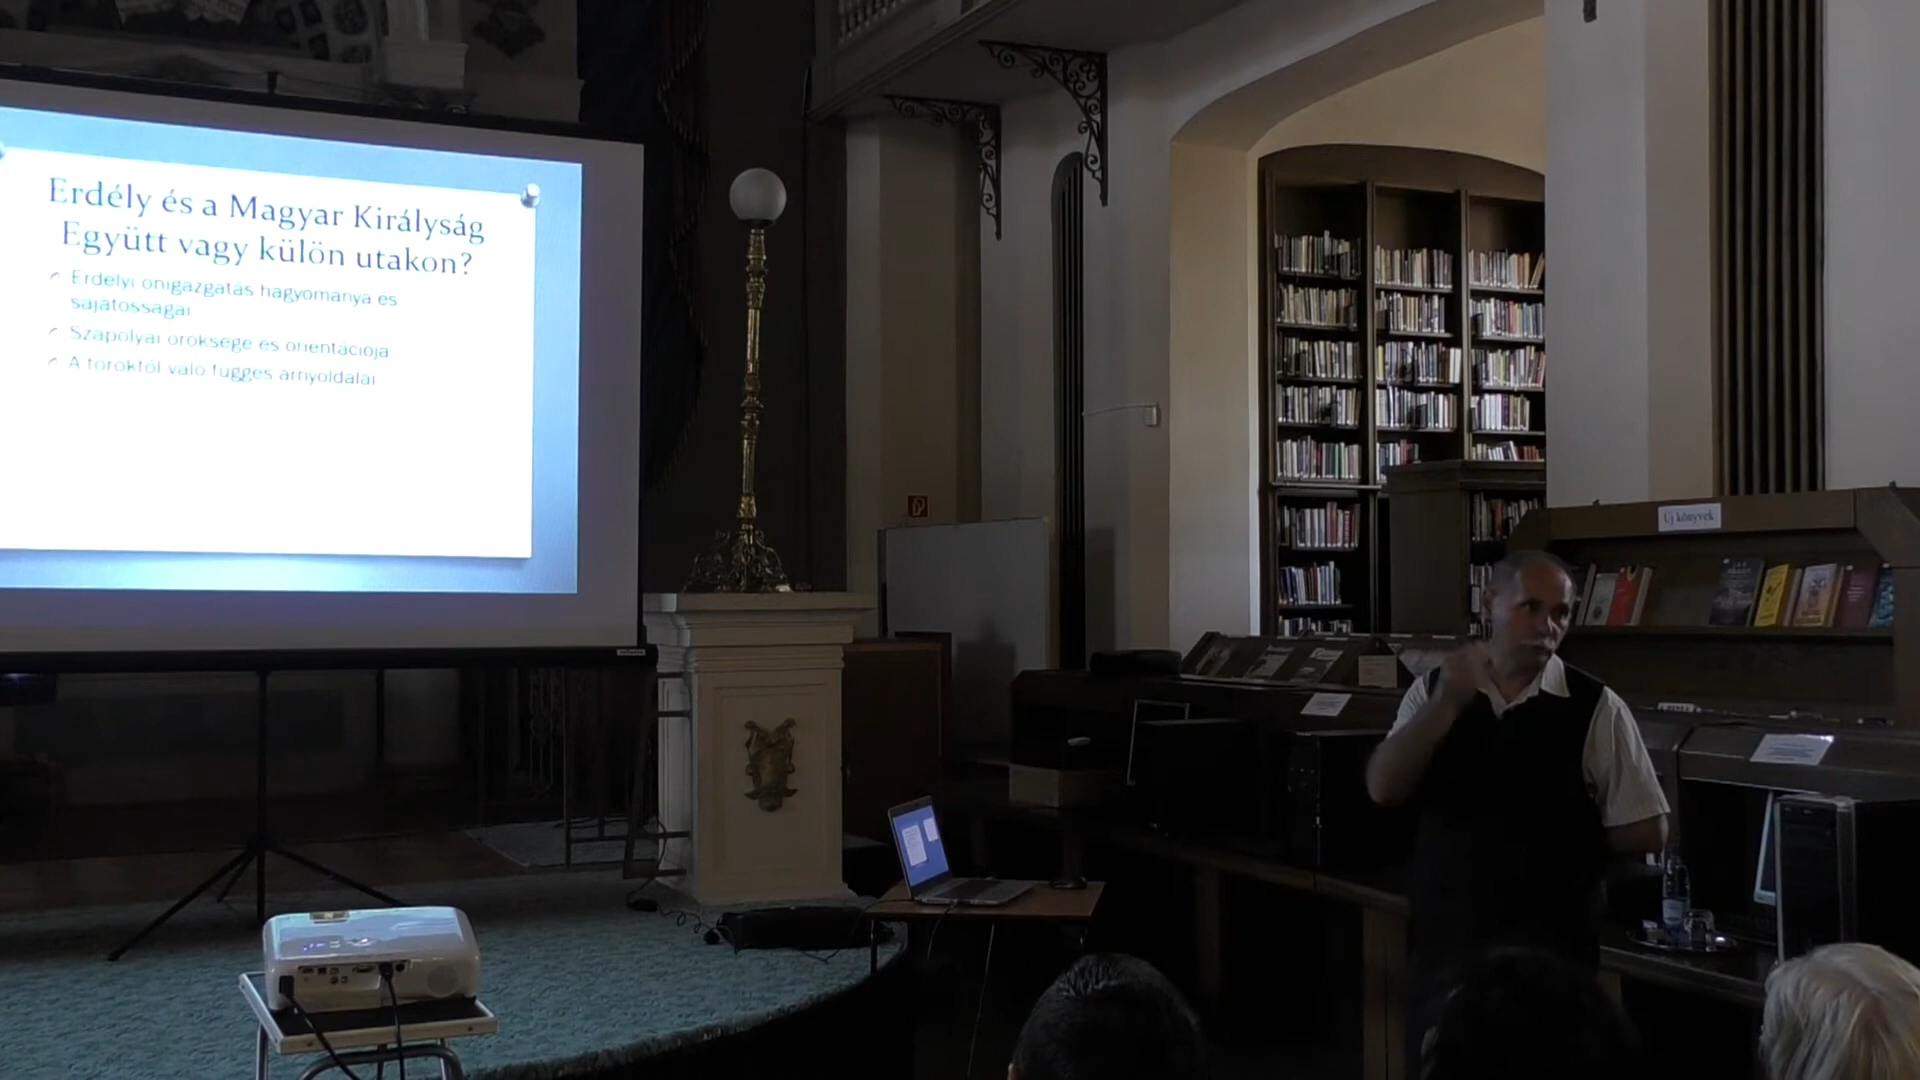 Erdély és a Magyar Királyság
Együtt vagy külön utakon?
Erdélyi önigazgatás hagyománya és
sajátosságai
Szapolyai öröksége és orientációja
A töröktől való függés árnyoldalai
Új könyvek